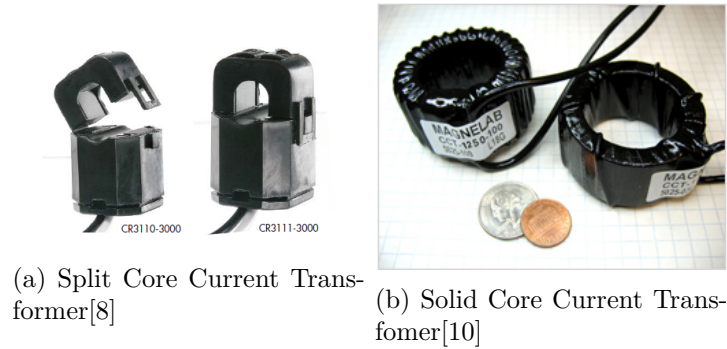 CR3110-3000
CR3111-3000
(a) Split Core Current Trans-
former[8]
MAGNELAB
CCT-1250-100
L18G
MAG
CCT-
(b) Solid Core Current Trans-
fomer[10]